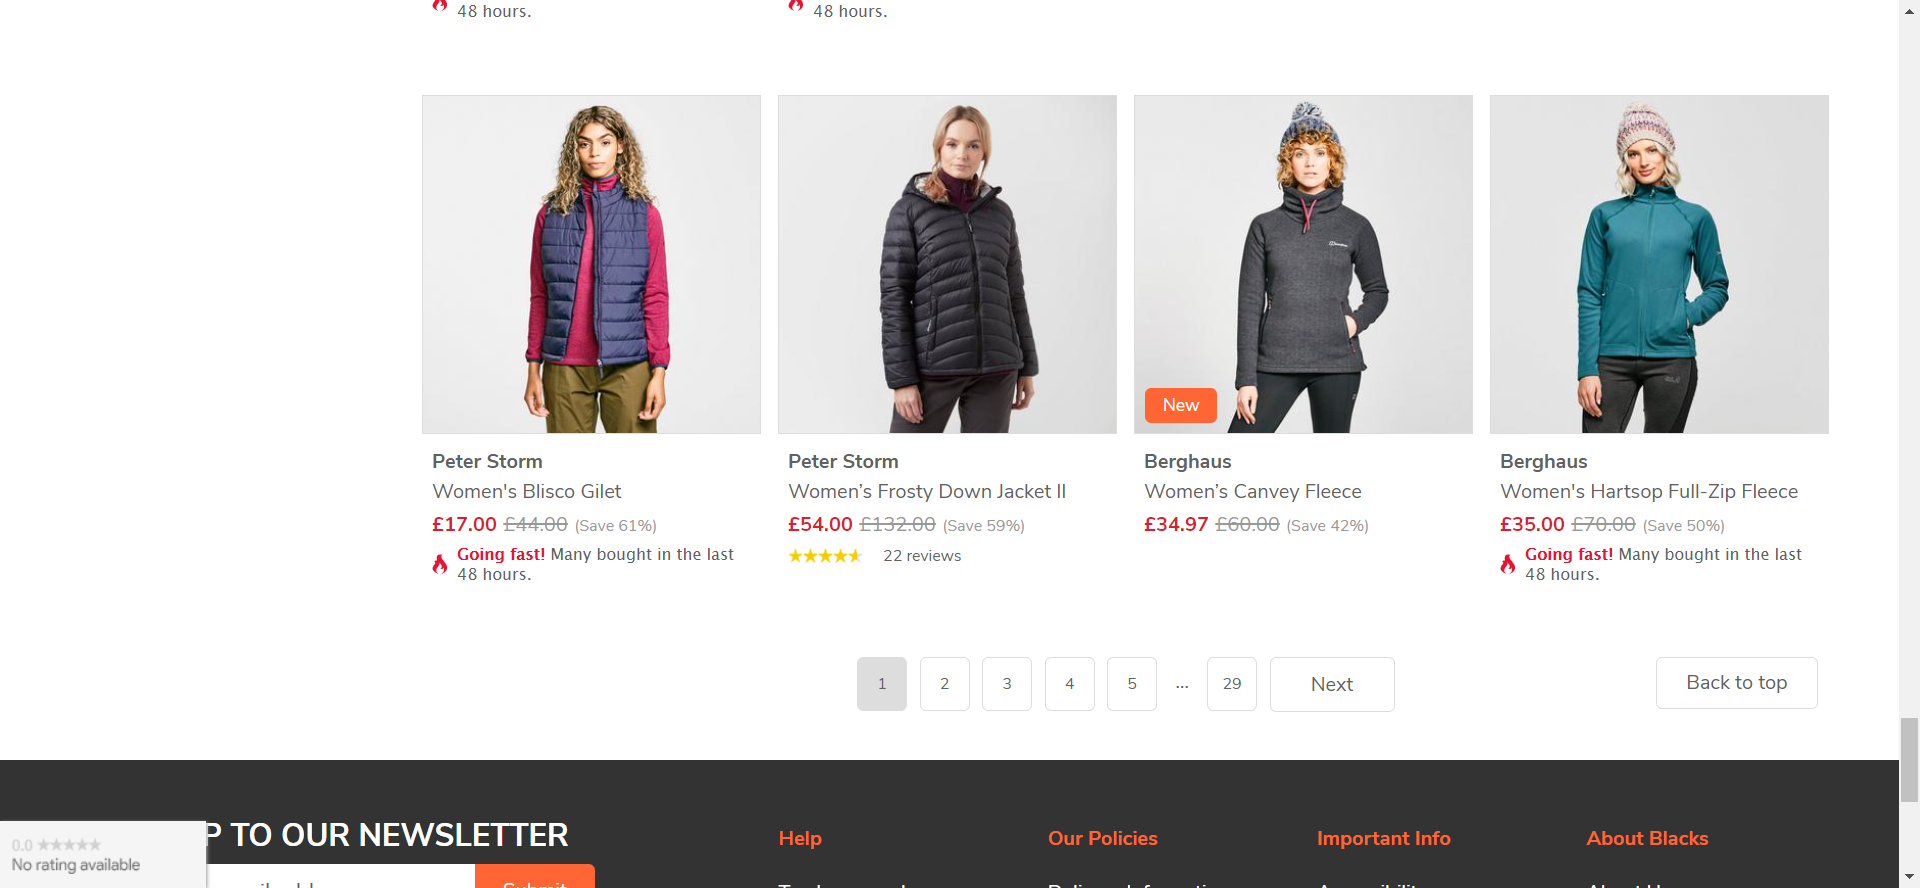 48 hours.
48 hours.
New
Peter Storm
Women's Blisco Gilet
£17.00 £44.00 (Save 61%)
Going fast! Many bought in the last
48 hours.
Peter Storm
Women’s Frosty Down Jacket II
£54.00 £132.00 (Save 59%)
22 reviews
Berghaus
Women’s Canvey Fleece
£34.97 £60.00 (Save 42%)
Berghaus
Women's Hartsop Full-Zip Fleece
£35.00 £70.00 (Save 50%)
Going fast! Many bought in the last
48 hours.
1 2 3 4 5 ... 29 Next
Back to top
P TO OUR NEWSLETTER
Submit
0.0
No rating available
Help
Our Policies
Important Info
About Blacks